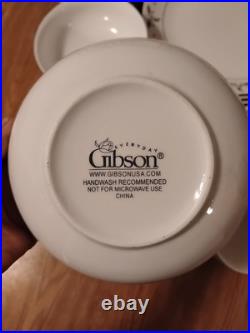 EVERYDAY
Gibson®
WWW.GIBSONUSA.COM
HANDWASH RECOMMENDED
NOT FOR MICROWAVE USE
CHINA